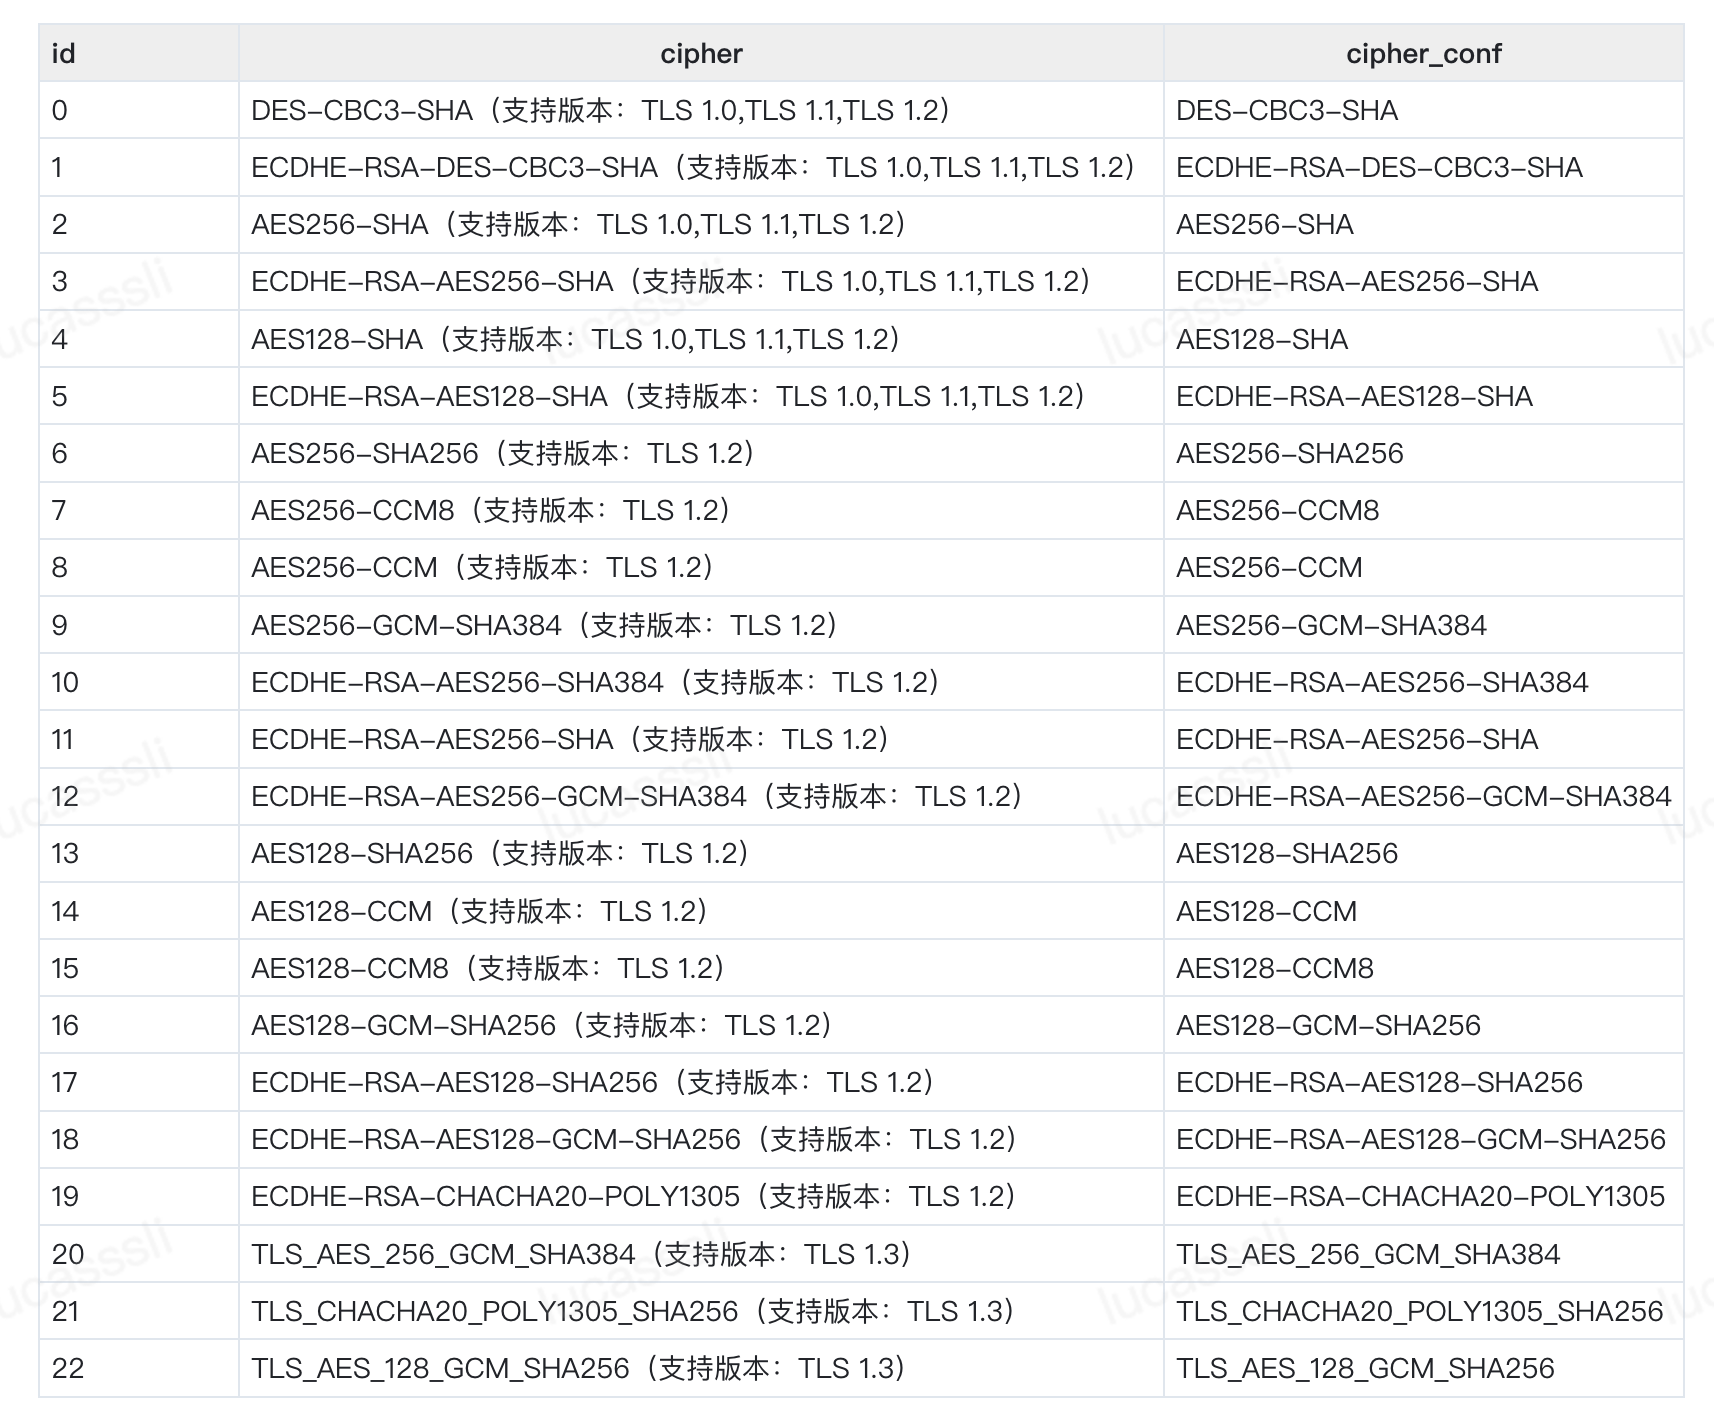 id cipher cipher_conf
0 DES-CBC3-SHA（支持版本：TLS 1.0,TLS 1.1,TLS 1.2） DES-CBC3-SHA
1 ECDHE-RSA-DES-CBC3-SHA（支持版本：TLS 1.0,TLS 1.1,TLS 1.2） ECDHE-RSA-DES-CBC3-SHA
2 AES256-SHA（支持版本：TLS 1.0,TLS 1.1,TLS 1.2） AES256-SHA
3 ECDHE-RSA-AES256-SHA（支持版本：TLS 1.0,TLS 1.1,TLS 1.2） ECDHE-RSA-AES256-SHA
4 AES128-SHA（支持版本：TLS 1.0,TLS 1.1,TLS 1.2） AES128-SHA
5 ECDHE-RSA-AES128-SHA（支持版本：TLS 1.0,TLS 1.1,TLS 1.2） ECDHE-RSA-AES128-SHA
6 AES256-SHA256（支持版本：TLS 1.2） AES256-SHA256
7 AES256-CCM8（支持版本：TLS 1.2） AES256-CCM8
8 AES256-CCM（支持版本：TLS 1.2） AES256-CCM
9 AES256-GCM-SHA384（支持版本：TLS 1.2） AES256-GCM-SHA384
10 ECDHE-RSA-AES256-SHA384（支持版本：TLS 1.2） ECDHE-RSA-AES256-SHA384
11 ECDHE-RSA-AES256-SHA（支持版本：TLS 1.2） ECDHE-RSA-AES256-SHA
12 ECDHE-RSA-AES256-GCM-SHA384（支持版本：TLS 1.2） ECDHE-RSA-AES256-GCM-SHA384
13 AES128-SHA256（支持版本：TLS 1.2） AES128-SHA256
14 AES128-CCM（支持版本：TLS 1.2） AES128-CCM
15 AES128-CCM8（支持版本：TLS 1.2） AES128-CCM8
16 AES128-GCM-SHA256（支持版本：TLS 1.2） AES128-GCM-SHA256
17 ECDHE-RSA-AES128-SHA256（支持版本：TLS 1.2） ECDHE-RSA-AES128-SHA256
18 ECDHE-RSA-AES128-GCM-SHA256（支持版本：TLS 1.2） ECDHE-RSA-AES128-GCM-SHA256
19 ECDHE-RSA-CHACHA20-POLY1305（支持版本：TLS 1.2） ECDHE-RSA-CHACHA20-POLY1305
20 TLS_AES_256_GCM_SHA384（支持版本：TLS 1.3） TLS_AES_256_GCM_SHA384
21 TLS_CHACHA20_POLY1305_SHA256（支持版本：TLS 1.3） TLS_CHACHA20_POLY1305_SHA256
22 TLS_AES_128_GCM_SHA256（支持版本：TLS 1.3） TLS_AES_128_GCM_SHA256
lucasssli
lucasssli
lucasssli
lucasssli
lucasssli
lucasssli